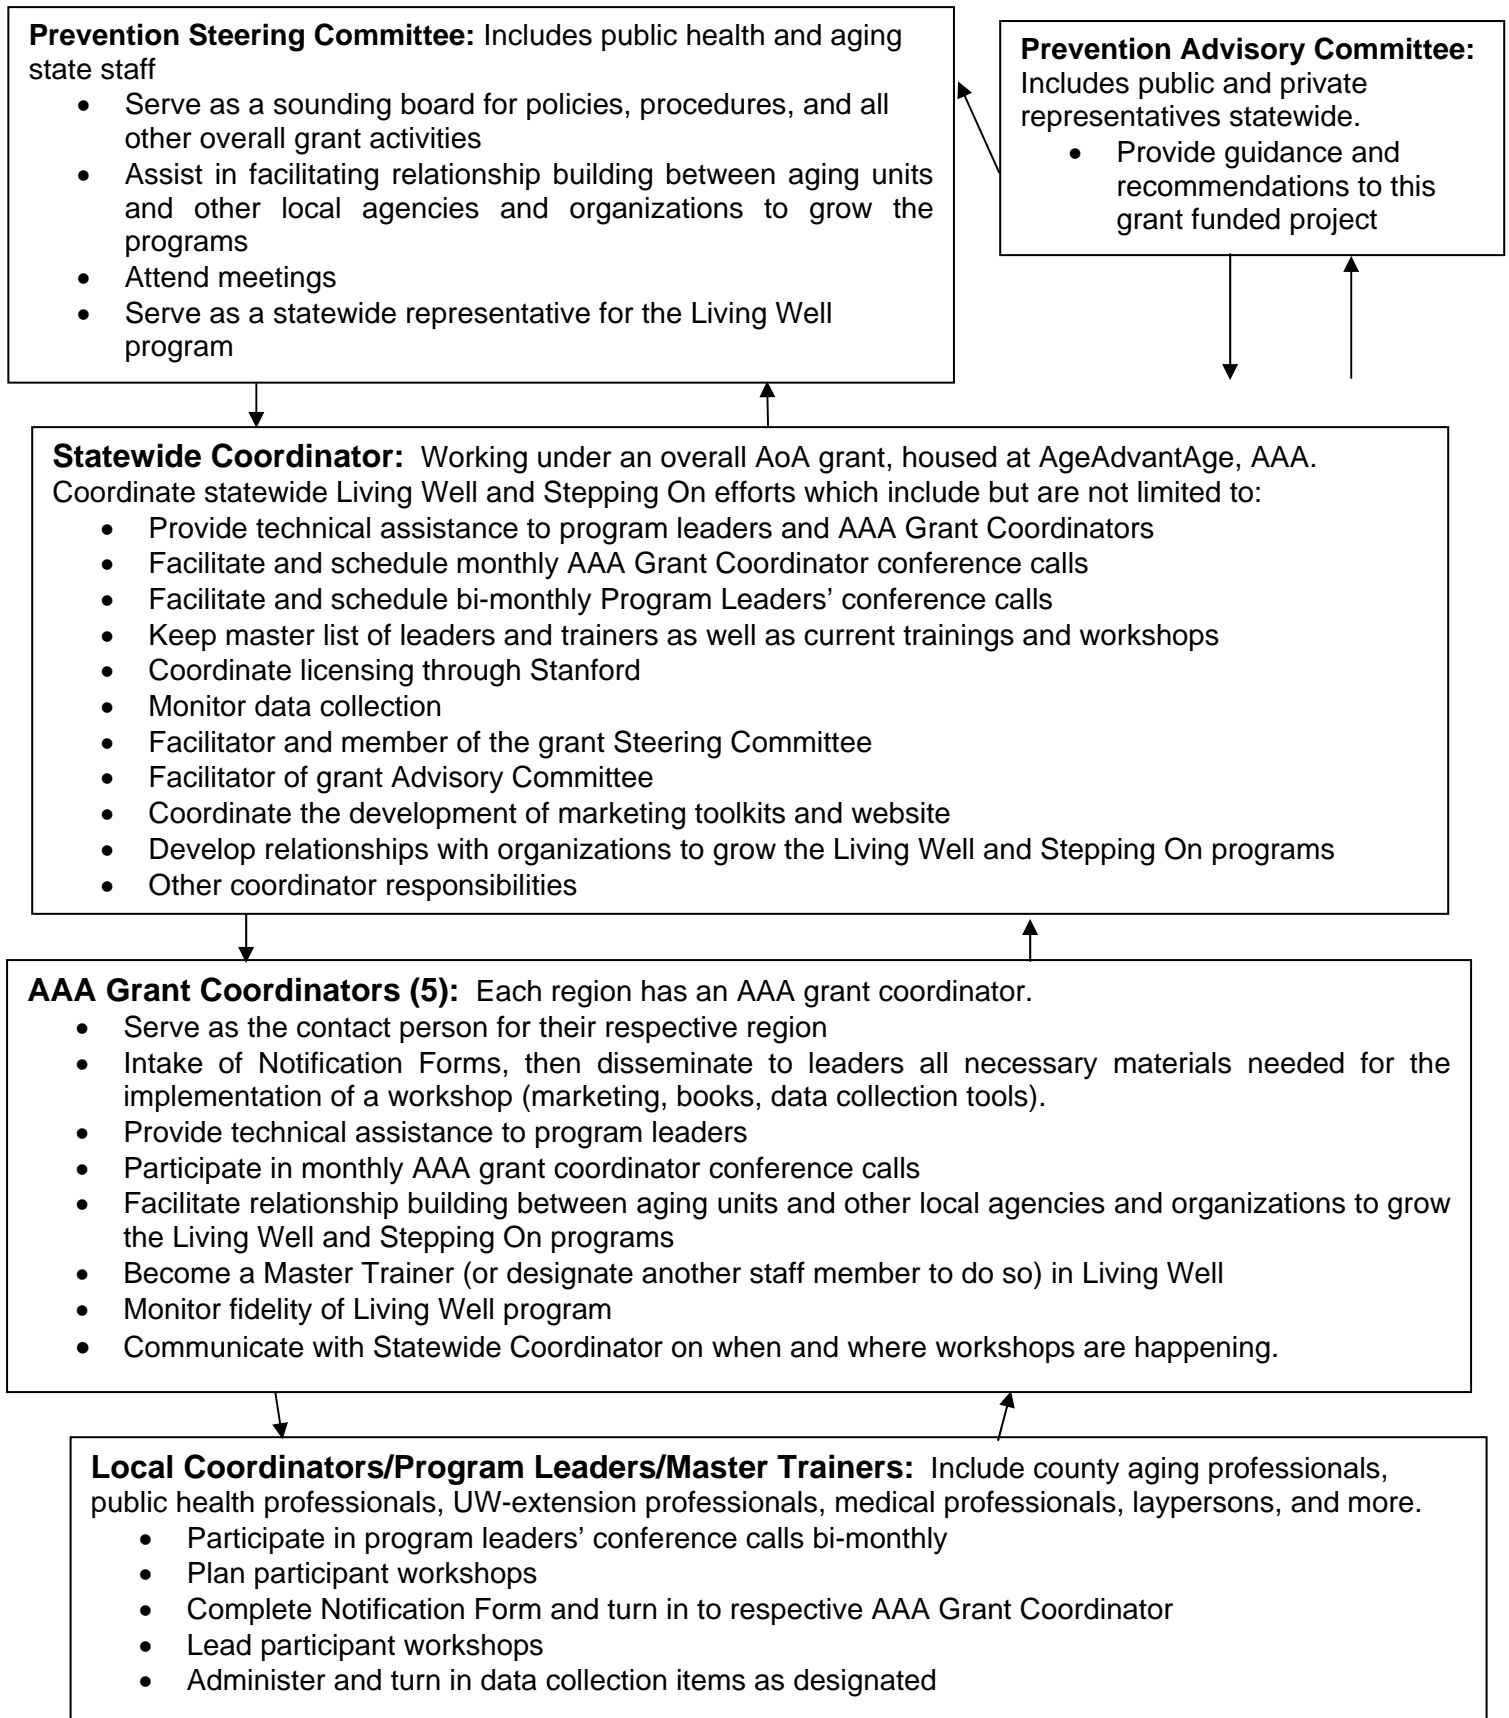 Prevention Steering Committee: Includes public health and aging
state staff
• Serve as a sounding board for policies, procedures, and all
other overall grant activities
• Assist in facilitating relationship building between aging units
and other local agencies and organizations to grow the
programs
• Attend meetings
• Serve as a statewide representative for the Living Well
program
Prevention Advisory Committee:
Includes public and private
representatives statewide.
• Provide guidance and
recommendations to this
grant funded project
Statewide Coordinator: Working under an overall AoA grant, housed at AgeAdvantAge, AAA.
Coordinate statewide Living Well and Stepping On efforts which include but are not limited to:
• Provide technical assistance to program leaders and AAA Grant Coordinators
• Facilitate and schedule monthly AAA Grant Coordinator conference calls
• Facilitate and schedule bi-monthly Program Leaders’ conference calls
• Keep master list of leaders and trainers as well as current trainings and workshops
• Coordinate licensing through Stanford
• Monitor data collection
• Facilitator and member of the grant Steering Committee
• Facilitator of grant Advisory Committee
• Coordinate the development of marketing toolkits and website
• Develop relationships with organizations to grow the Living Well and Stepping On programs
• Other coordinator responsibilities
AAA Grant Coordinators (5): Each region has an AAA grant coordinator.
• Serve as the contact person for their respective region
• Intake of Notification Forms, then disseminate to leaders all necessary materials needed for the
implementation of a workshop (marketing, books, data collection tools).
• Provide technical assistance to program leaders
• Participate in monthly AAA grant coordinator conference calls
• Facilitate relationship building between aging units and other local agencies and organizations to grow
the Living Well and Stepping On programs
• Become a Master Trainer (or designate another staff member to do so) in Living Well
• Monitor fidelity of Living Well program
• Communicate with Statewide Coordinator on when and where workshops are happening.
Local Coordinators/Program Leaders/Master Trainers: Include county aging professionals,
public health professionals, UW-extension professionals, medical professionals, laypersons, and more.
• Participate in program leaders’ conference calls bi-monthly
• Plan participant workshops
• Complete Notification Form and turn in to respective AAA Grant Coordinator
• Lead participant workshops
• Administer and turn in data collection items as designated